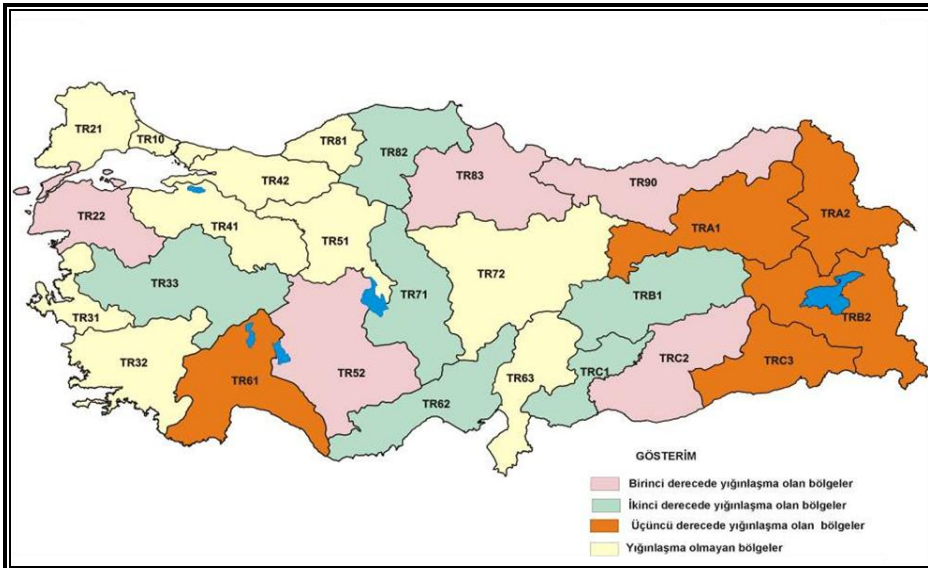 TR21
TR10
TR81
TR82
TR42
TR83
TR90
TRA2
TR22
TR41
TR51
TRA1
TR72
TR33
TR71
TRB1
TRB2
TR31
TR32
TR61
TR52
TR62
TR63
TRC1
TRC2
TRC3
GÖSTERİM
Birinci derecede yığınlaşma olan bölgeler
İkinci derecede yığınlaşma olan bölgeler
Üçüncü derecede yığınlaşma olan bölgeler
Yığınlaşma olmayan bölgeler